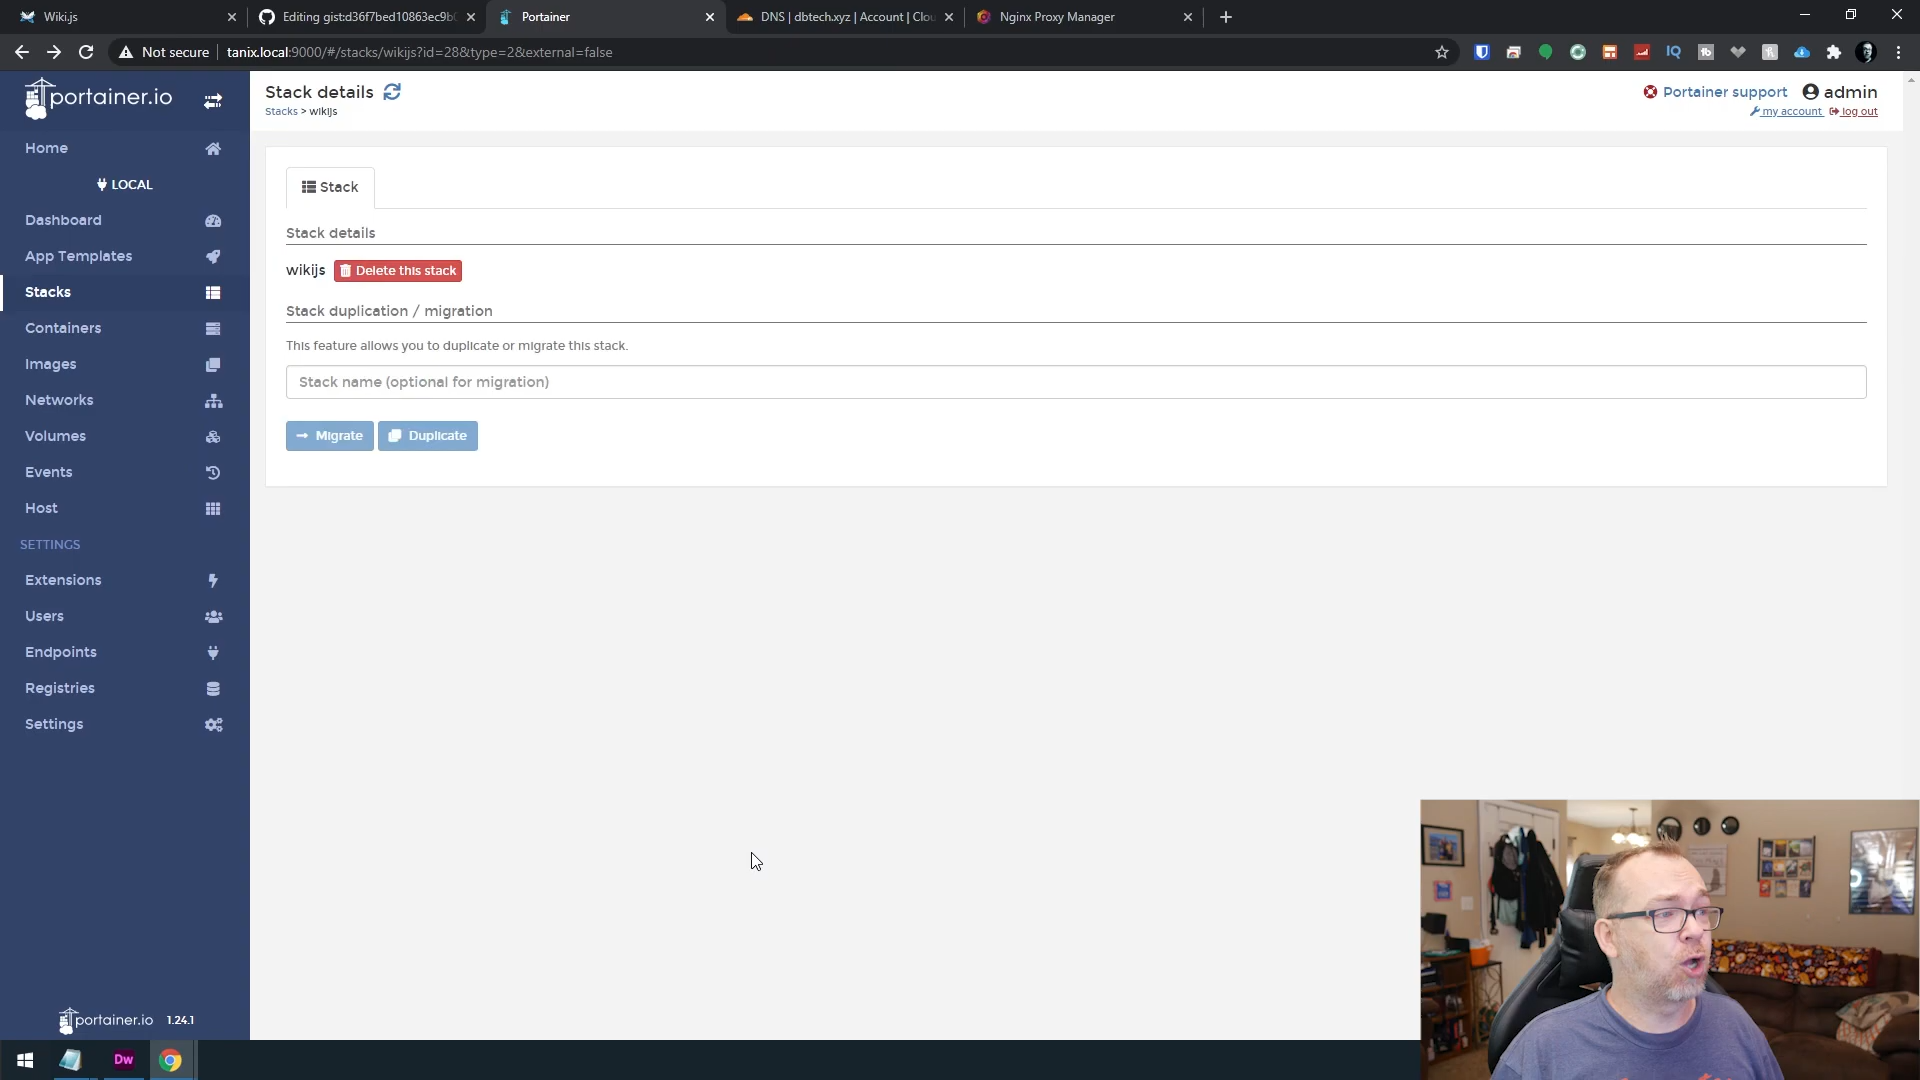 Wiki.js
Editing gist:d36f7bed10863ec9b0
Portainer
DNS | dbtech.xyz | Account | Clou
Nginx Proxy Manager
Not secure
tanix.local:9000/#/stacks/wikijs?id=28&type=2&external=false
portainer.io
Stack details
Stacks > wikijs
Portainer support
admin
my account
log out
Home
LOCAL
Dashboard
App Templates
Stacks
Containers
Images
Networks
Volumes
Events
Host
SETTINGS
Extensions
Users
Endpoints
Registries
Settings
Stack
Stack details
wikijs
Delete this stack
Stack duplication / migration
This feature allows you to duplicate or migrate this stack.
Stack name (optional for migration)
Migrate
Duplicate
portainer.io 1.24.1
Dw